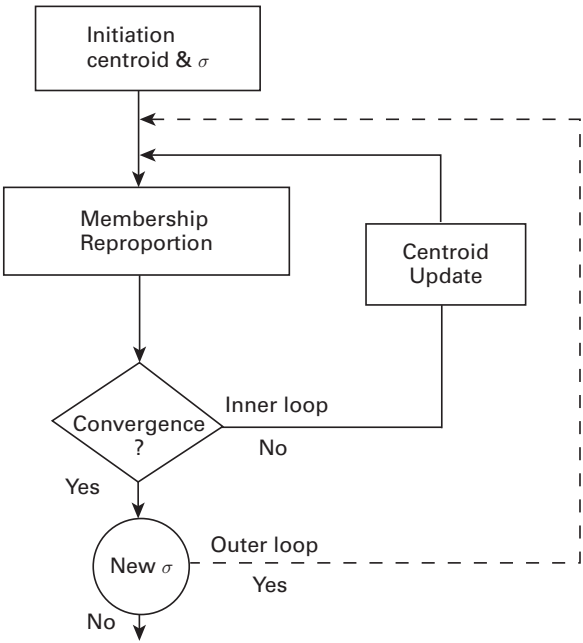 Initiation
centroid & σ
Membership
Reproportion
Centroid
Update
Inner loop
Convergence
?
No
Yes
Outer loop
New σ
Yes
No